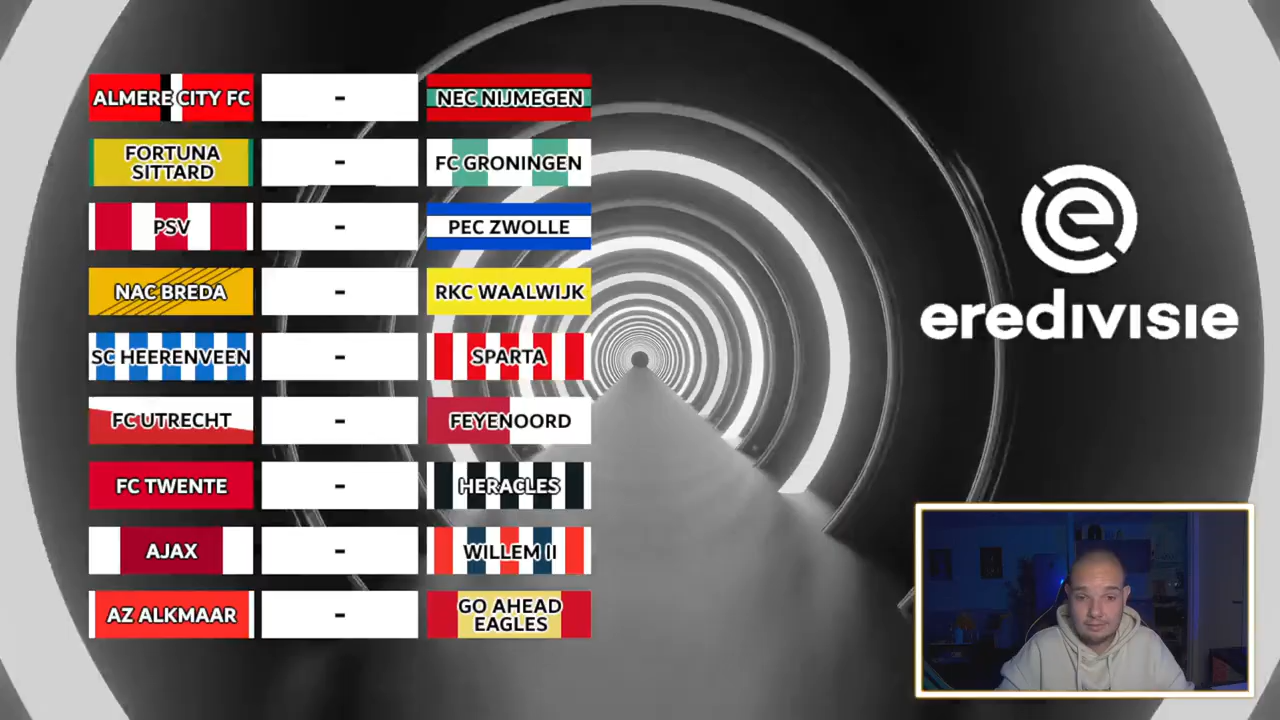 ALMERE CITY FC - NEC NIJMEGEN
FORTUNA SITTARD - FC GRONINGEN
PSV - PEC ZWOLLE
NAC BREDA - RKC WAALWIJK
SC HEERENVEEN - SPARTA
FC UTRECHT - FEYENOORD
FC TWENTE - HERACLES
AJAX - WILLEM II
AZ ALKMAAR - GO AHEAD EAGLES
eredivisie